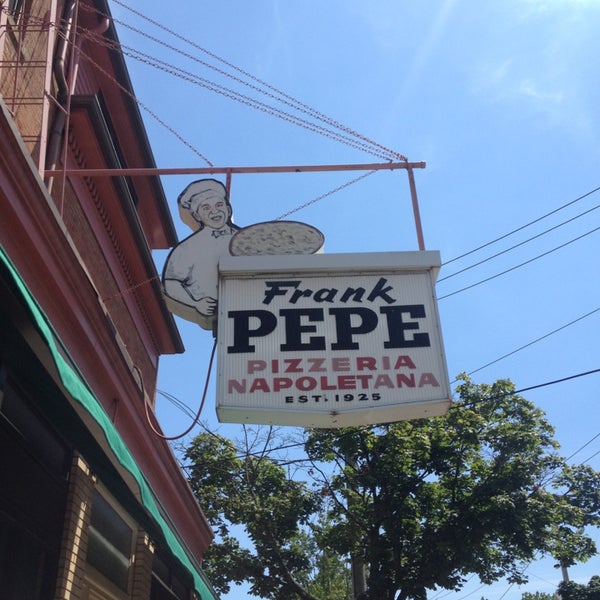 Frank
PEPE
PIZZERIA
NAPOLETANA
EST. 1925